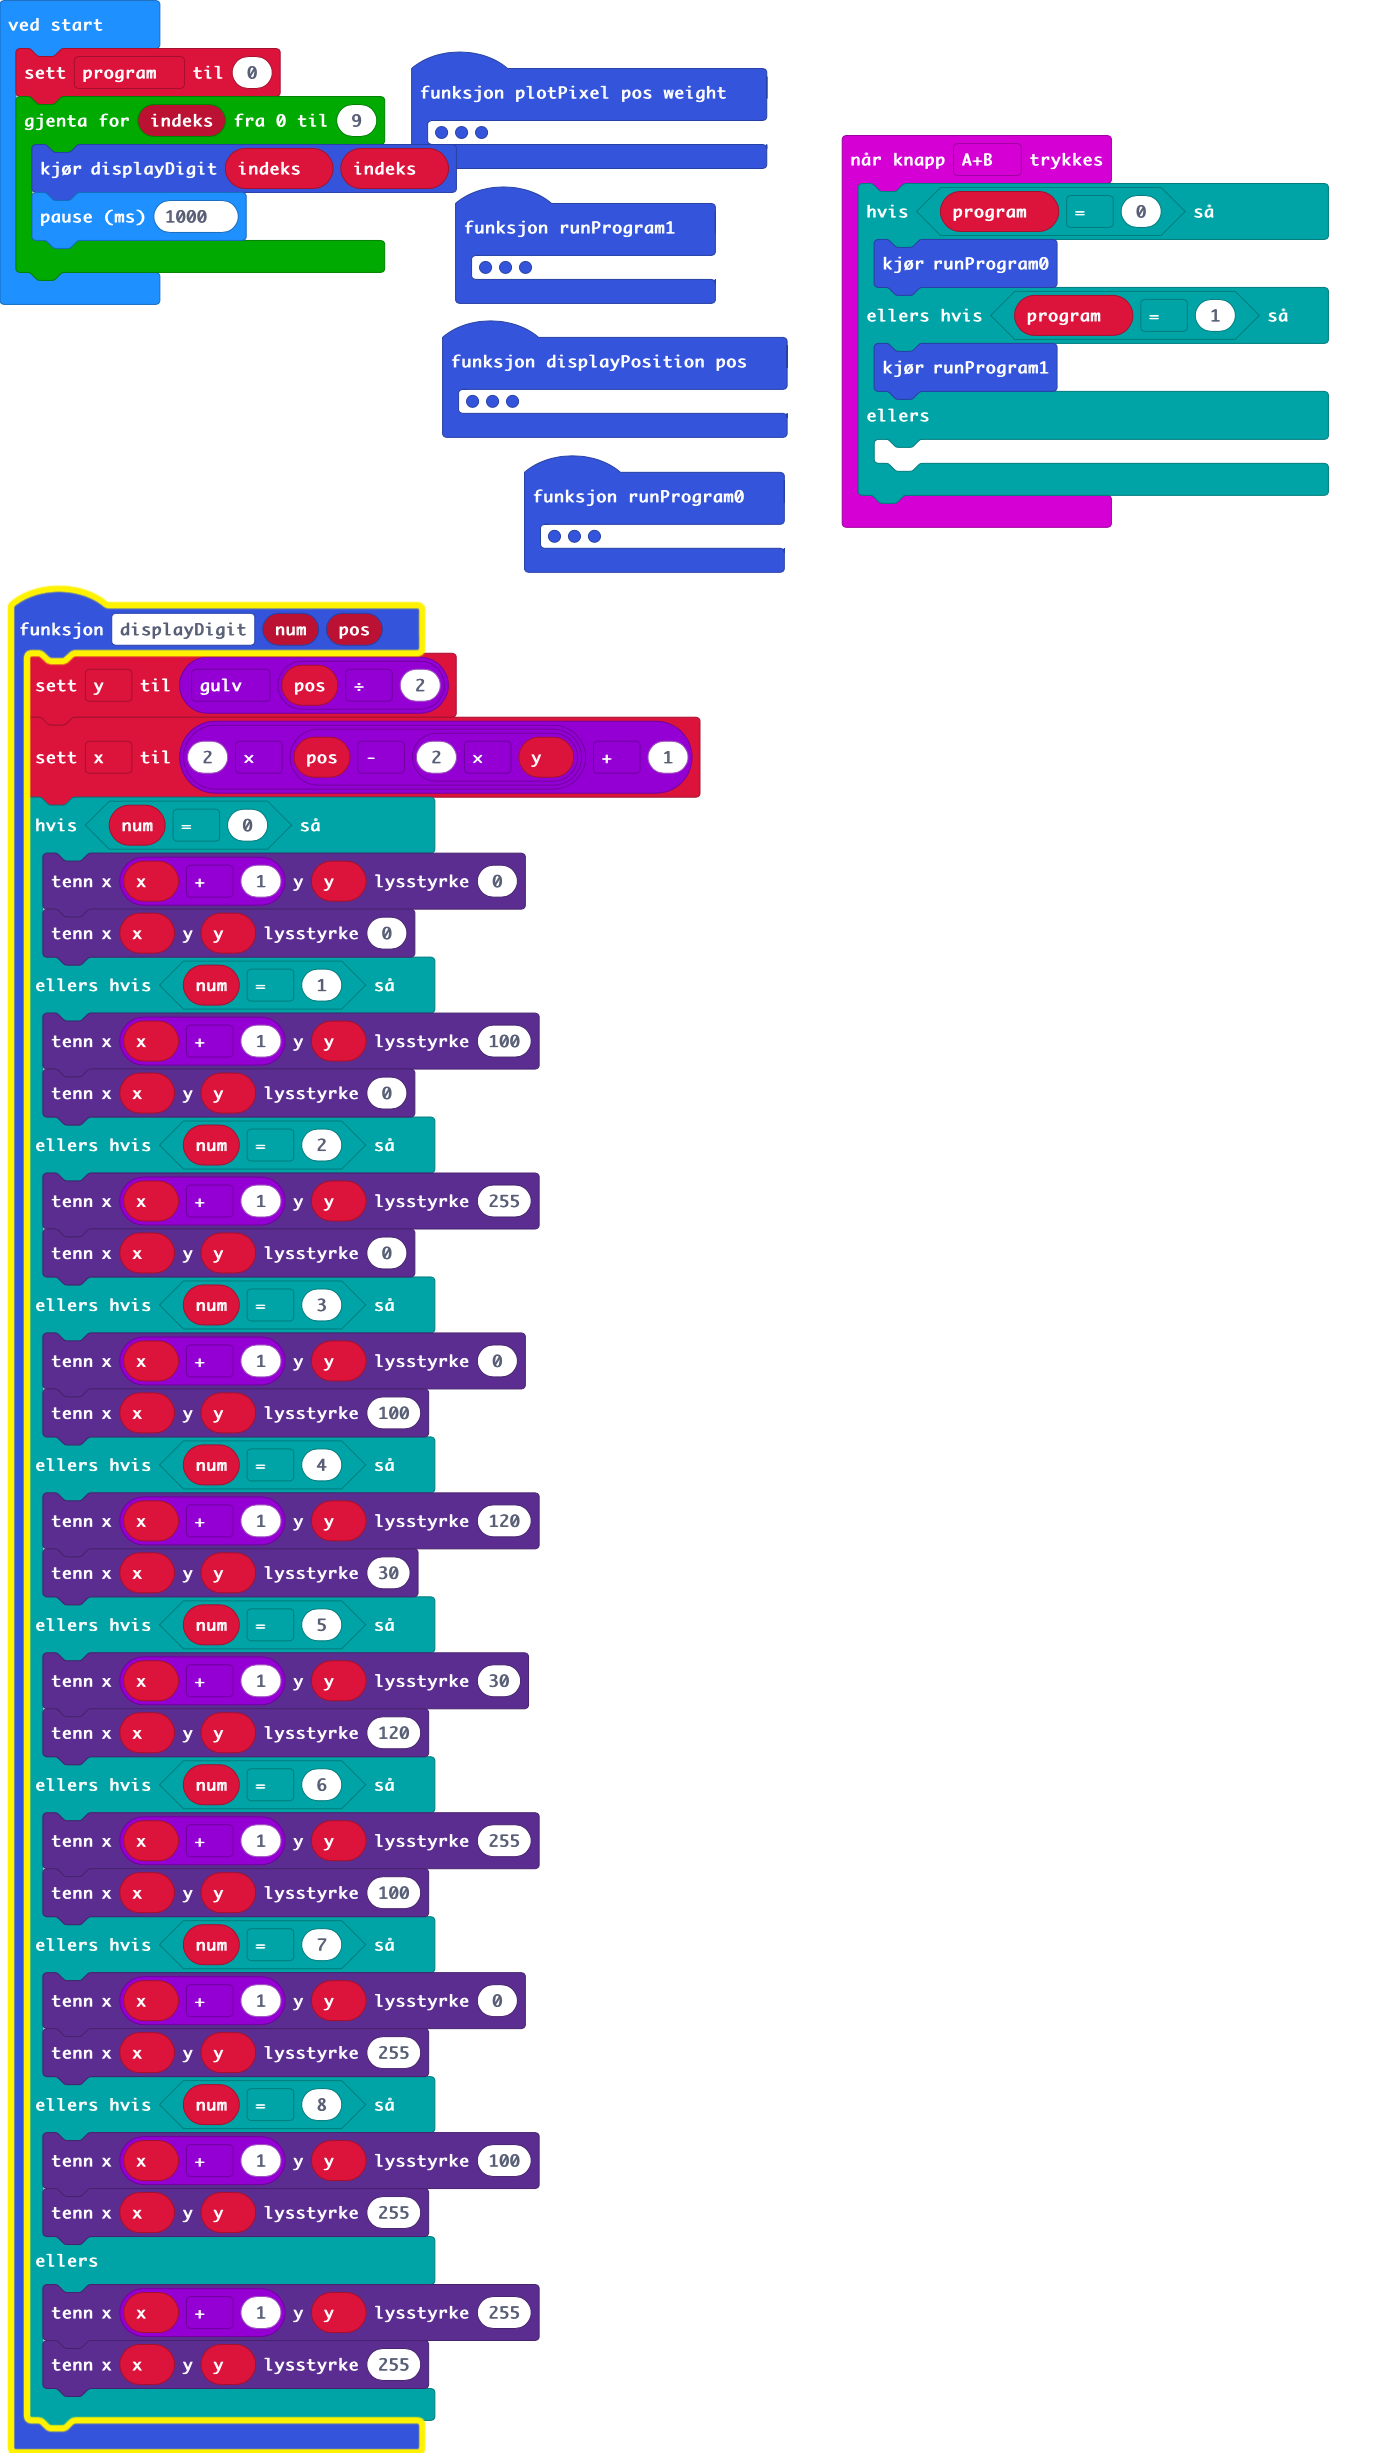 ved start
sett program til 0
gjenta for indeks fra 0 til 9
kjør displayDigit indeks indeks
pause (ms) 1000
funksjon plotPixel pos weight
funksjon runProgram1
funksjon displayPosition pos
funksjon runProgram0
når knapp A+B trykkes
hvis program = 0 så
kjør runProgram0
ellers hvis program = 1 så
kjør runProgram1
ellers
funksjon displayDigit num pos
sett y til gulv pos ÷ 2
sett x til 2 x pos - 2 x y + 1
hvis num = 0 så
tenn x x + 1 y y lysstyrke 0
tenn x x y y lysstyrke 0
ellers hvis num = 1 så
tenn x x + 1 y y lysstyrke 100
tenn x x y y lysstyrke 0
ellers hvis num = 2 så
tenn x x + 1 y y lysstyrke 255
tenn x x y y lysstyrke 0
ellers hvis num = 3 så
tenn x x + 1 y y lysstyrke 0
tenn x x y y lysstyrke 100
ellers hvis num = 4 så
tenn x x + 1 y y lysstyrke 120
tenn x x y y lysstyrke 30
ellers hvis num = 5 så
tenn x x + 1 y y lysstyrke 30
tenn x x y y lysstyrke 120
ellers hvis num = 6 så
tenn x x + 1 y y lysstyrke 255
tenn x x y y lysstyrke 100
ellers hvis num = 7 så
tenn x x + 1 y y lysstyrke 0
tenn x x y y lysstyrke 255
ellers hvis num = 8 så
tenn x x + 1 y y lysstyrke 100
tenn x x y y lysstyrke 255
ellers
tenn x x + 1 y y lysstyrke 255
tenn x x y y lysstyrke 255